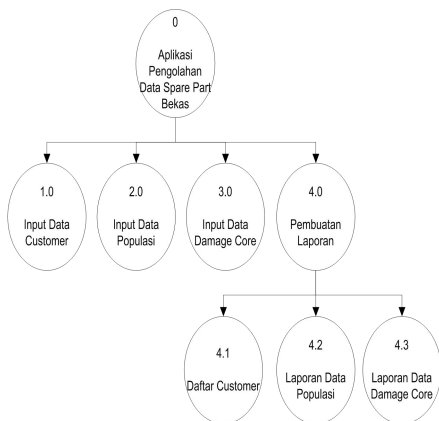 0
Aplikasi
Pengolahan
Data Spare Part
Bekas
1.0
Input Data
Customer
2.0
Input Data
Populasi
3.0
Input Data
Damage Core
4.0
Pembuatan
Laporan
4.1
Daftar Customer
4.2
Laporan Data
Populasi
4.3
Laporan Data
Damage Core